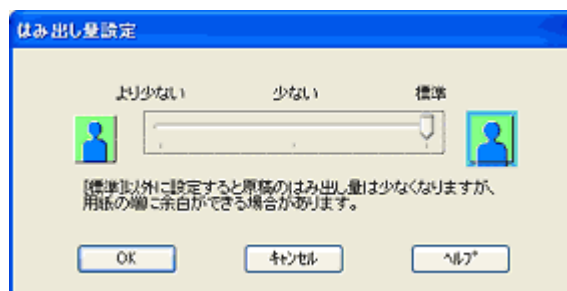 はみ出し量設定
より少ない 少ない 標準
[標準]以外に設定すると原稿のはみ出し量は少なくなりますが、
用紙の端に余白ができる場合があります。
OK キャンセル ヘルプ